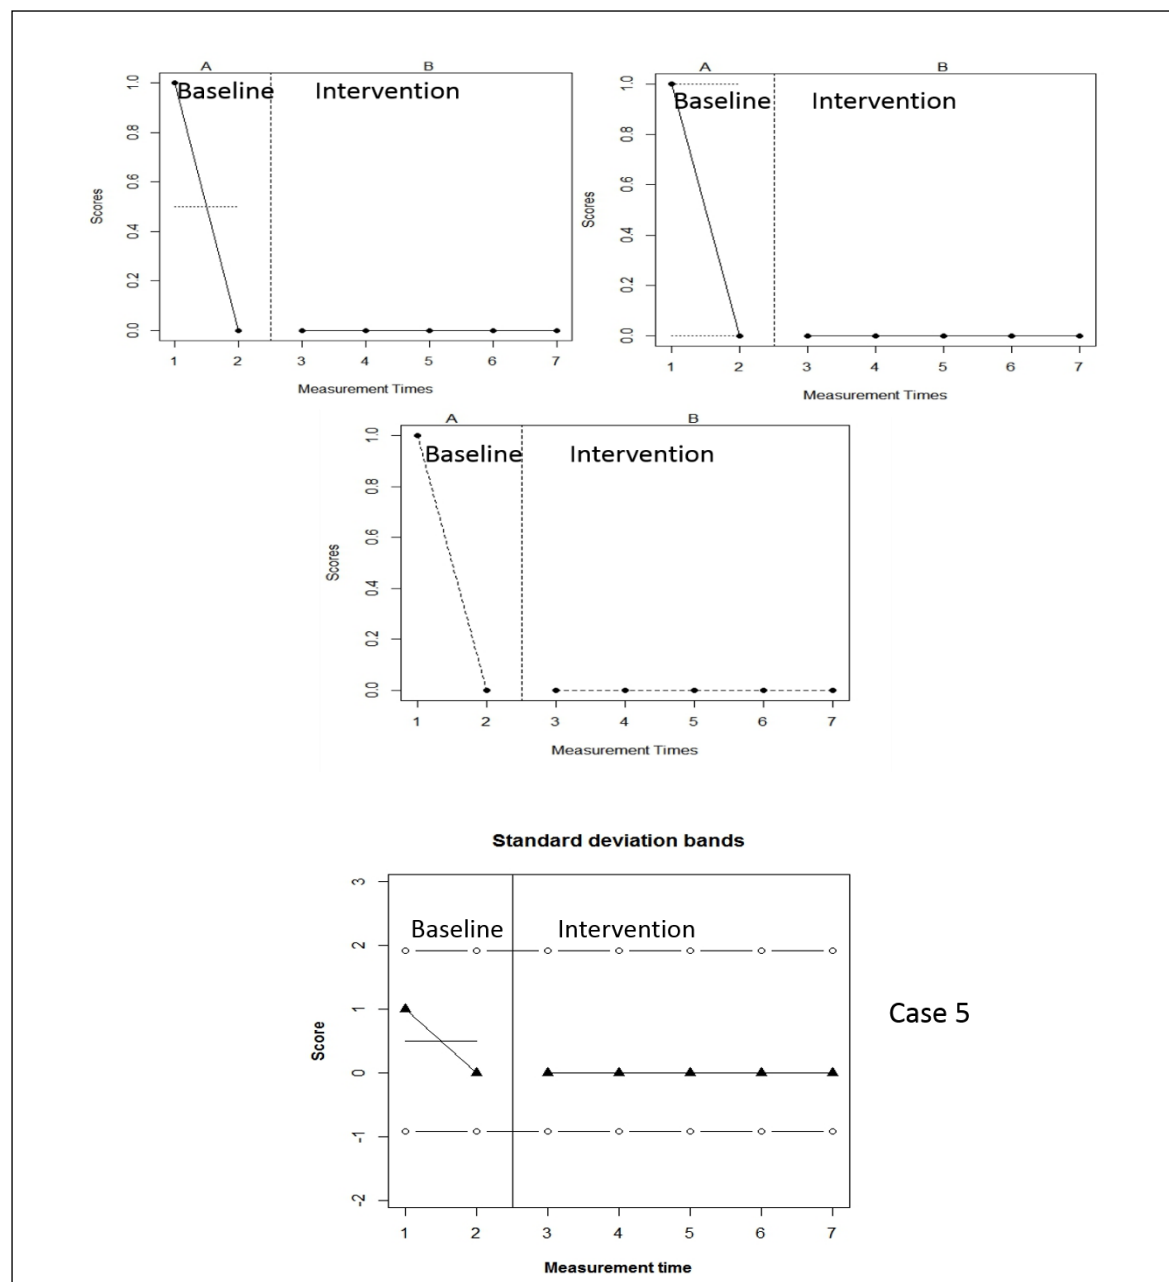 A B
Baseline Intervention
1.0
0.8
0.6
0.4
0.2
0.0
Scores
1 2 3 4 5 6 7
Measurement Times
A B
Baseline Intervention
1.0
0.8
0.6
0.4
0.2
0.0
Scores
1 2 3 4 5 6 7
Measurement Times
A B
Baseline Intervention
1.0
0.8
0.6
0.4
0.2
0.0
Scores
1 2 3 4 5 6 7
Measurement Times
Standard deviation bands
Baseline Intervention
3
2
1
0
-1
-2
Score
1 2 3 4 5 6 7
Measurement time
Case 5